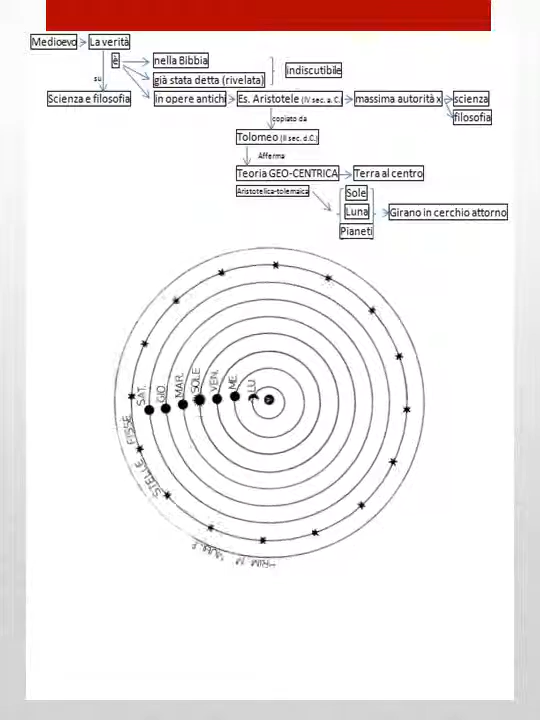 Medioevo La verità
è nella Bibbia
indiscutibile
su già stata detta (rivelata)
Scienza e filosofia in opere antichi Es. Aristotele (IV sec. a. C.) massima autorità x scienza
filosofia
copiato da
Tolomeo (II sec. d.C.)
Afferma
Teoria GEO-CENTRICA Terra al centro
Aristotelica-tolemaica Sole
Luna Girano in cerchio attorno
Pianeti
SAT. GIO. MAR. SOLE VEN. ME. LU
STELLE FISSE